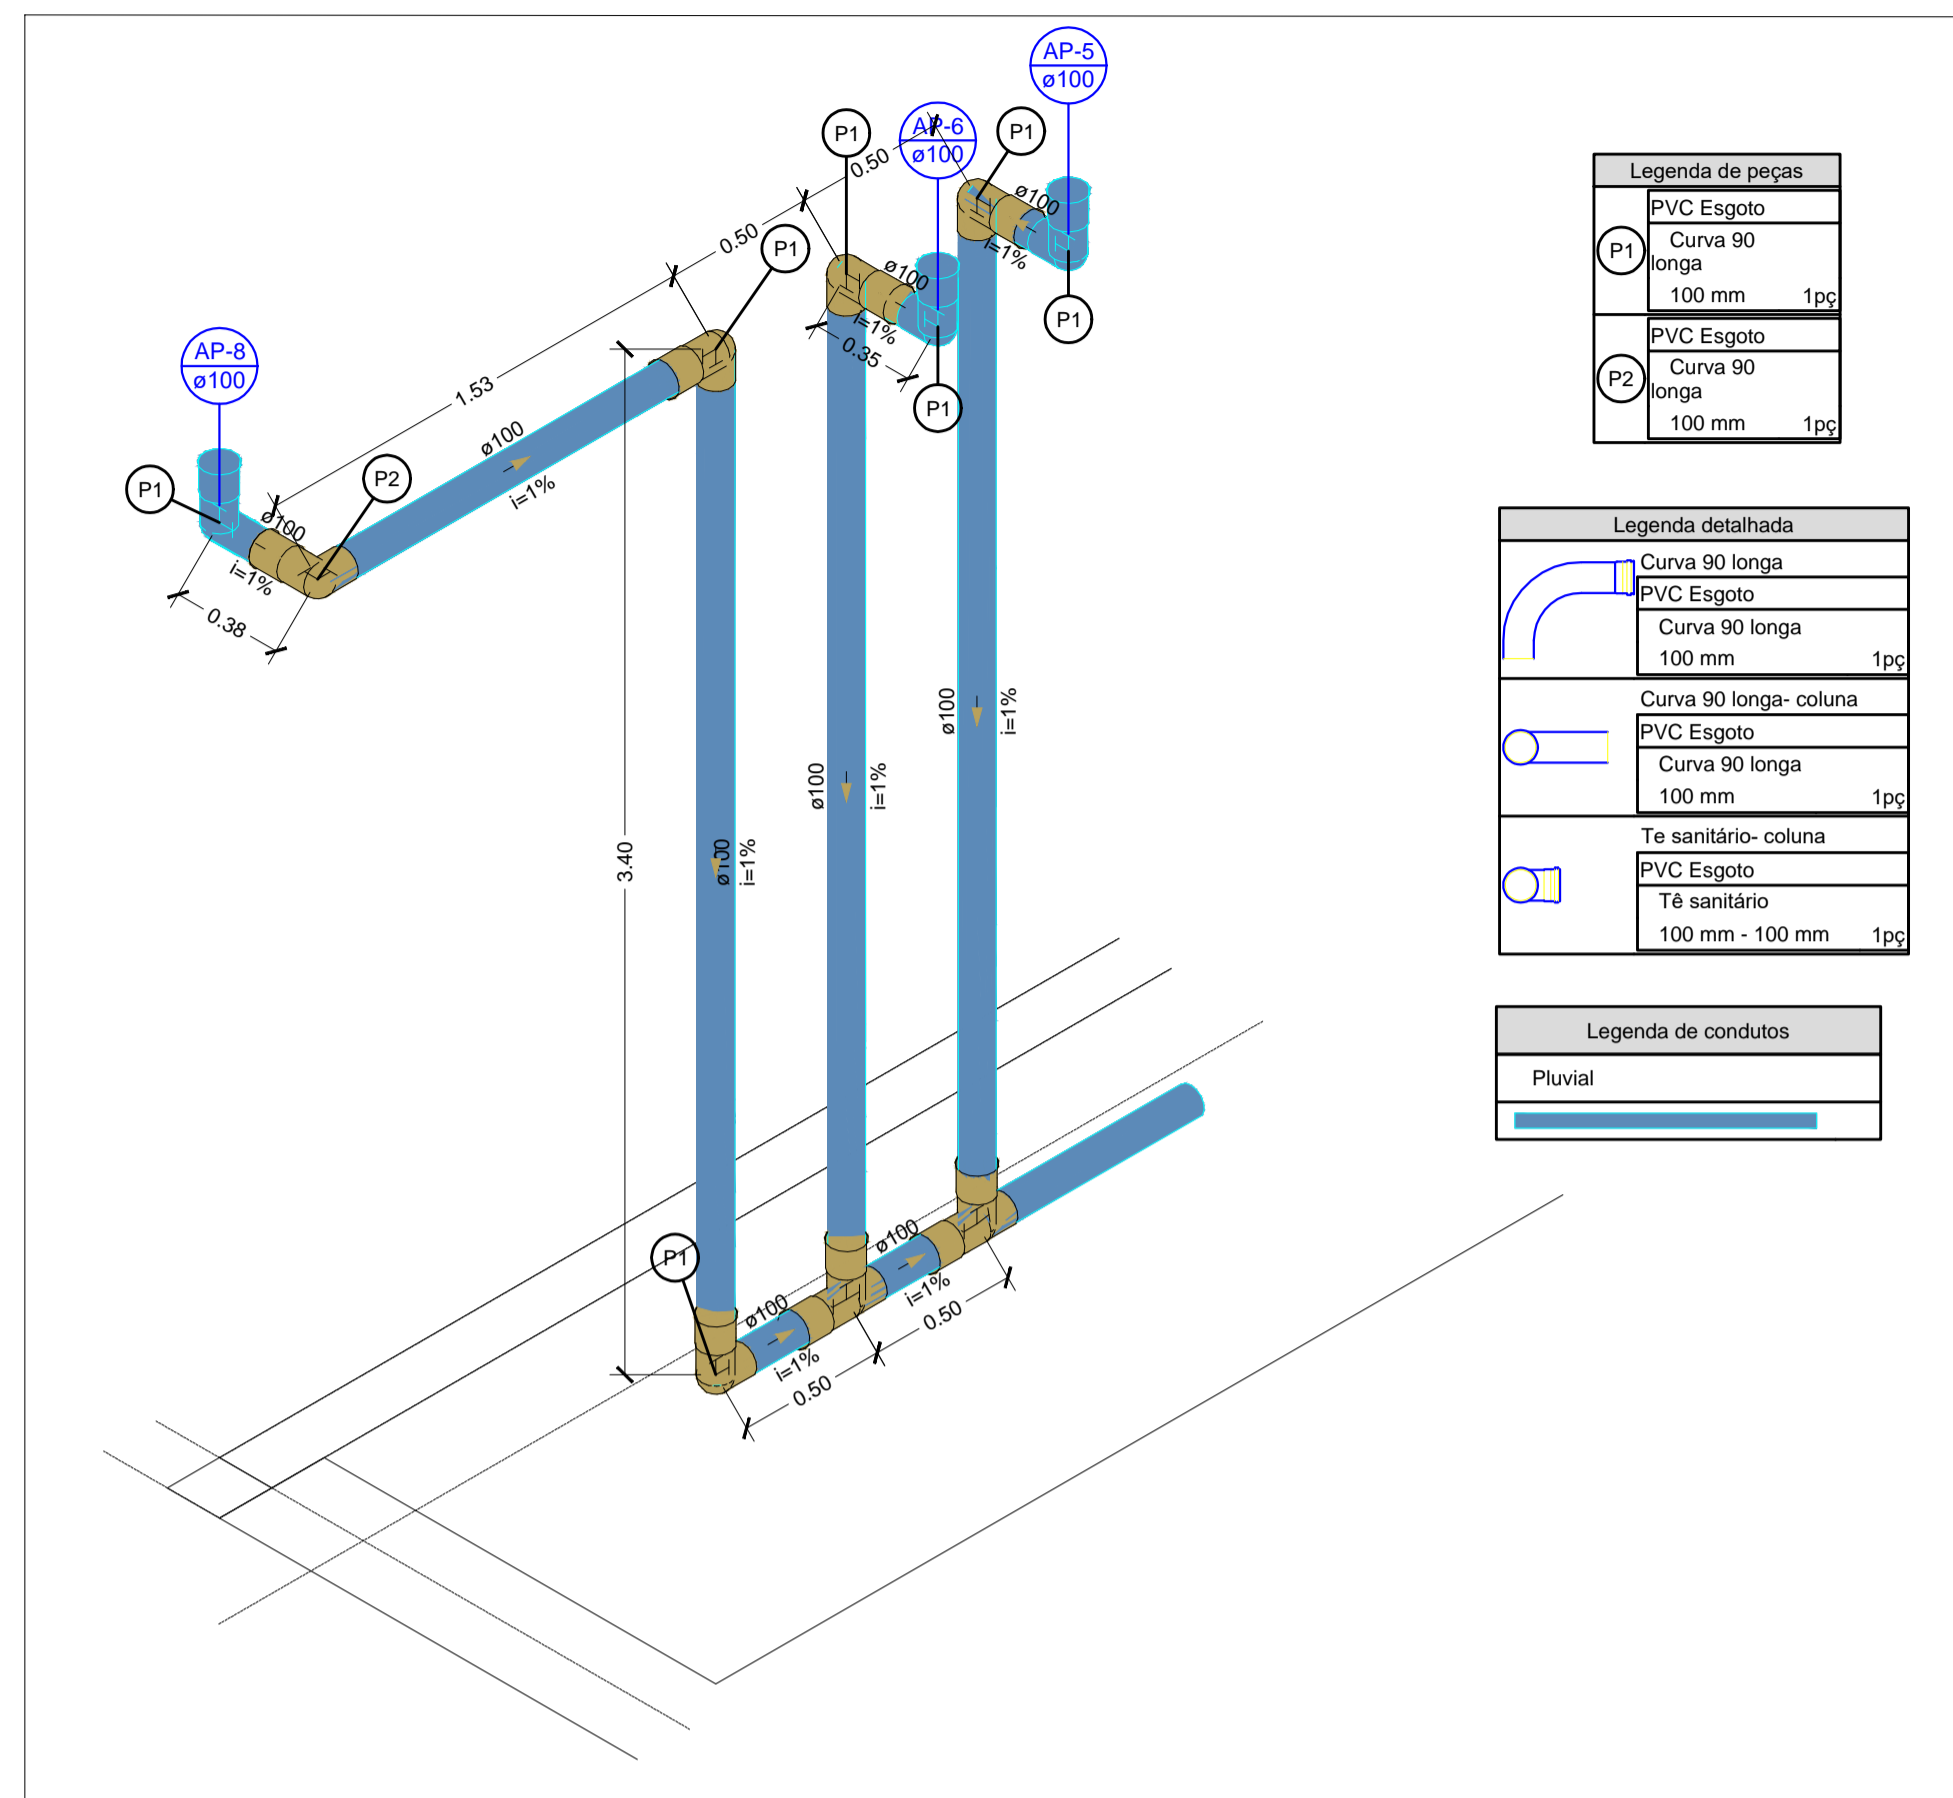 AP-5
ø100
AP-6
ø100
P1
P1
0.50
ø100
i=1%
P1
0.50
P1
ø100
i=1%
0.35
P1
AP-8
ø100
1.53
ø100
i=1%
P1
P2
ø100
i=1%
0.38
3.40
ø100
i=1%
ø100
i=1%
ø100
i=1%
P1
ø100
i=1%
0.50
ø100
i=1%
0.50
Legenda de peças
P1
PVC Esgoto
Curva 90
longa
100 mm 1pç
P2
PVC Esgoto
Curva 90
longa
100 mm 1pç
Legenda detalhada
Curva 90 longa
PVC Esgoto
Curva 90 longa
100 mm 1pç
Curva 90 longa- coluna
PVC Esgoto
Curva 90 longa
100 mm 1pç
Te sanitário- coluna
PVC Esgoto
Tê sanitário
100 mm - 100 mm 1pç
Legenda de condutos
Pluvial